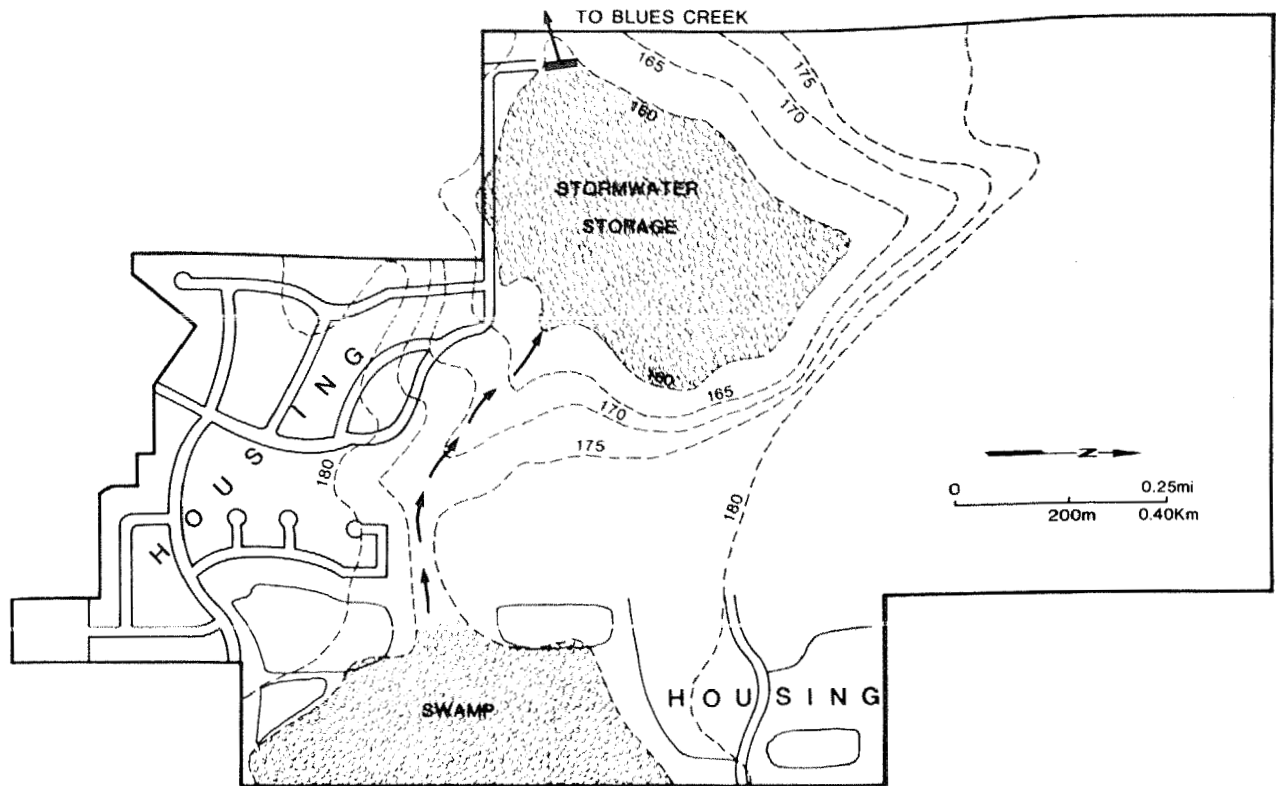 TO BLUES CREEK
165
175
170
160
STORMWATER
STORAGE
HOUSING
160
165
170
175
180
180
N
0 0.25mi
200m 0.40Km
HOUSING
SWAMP